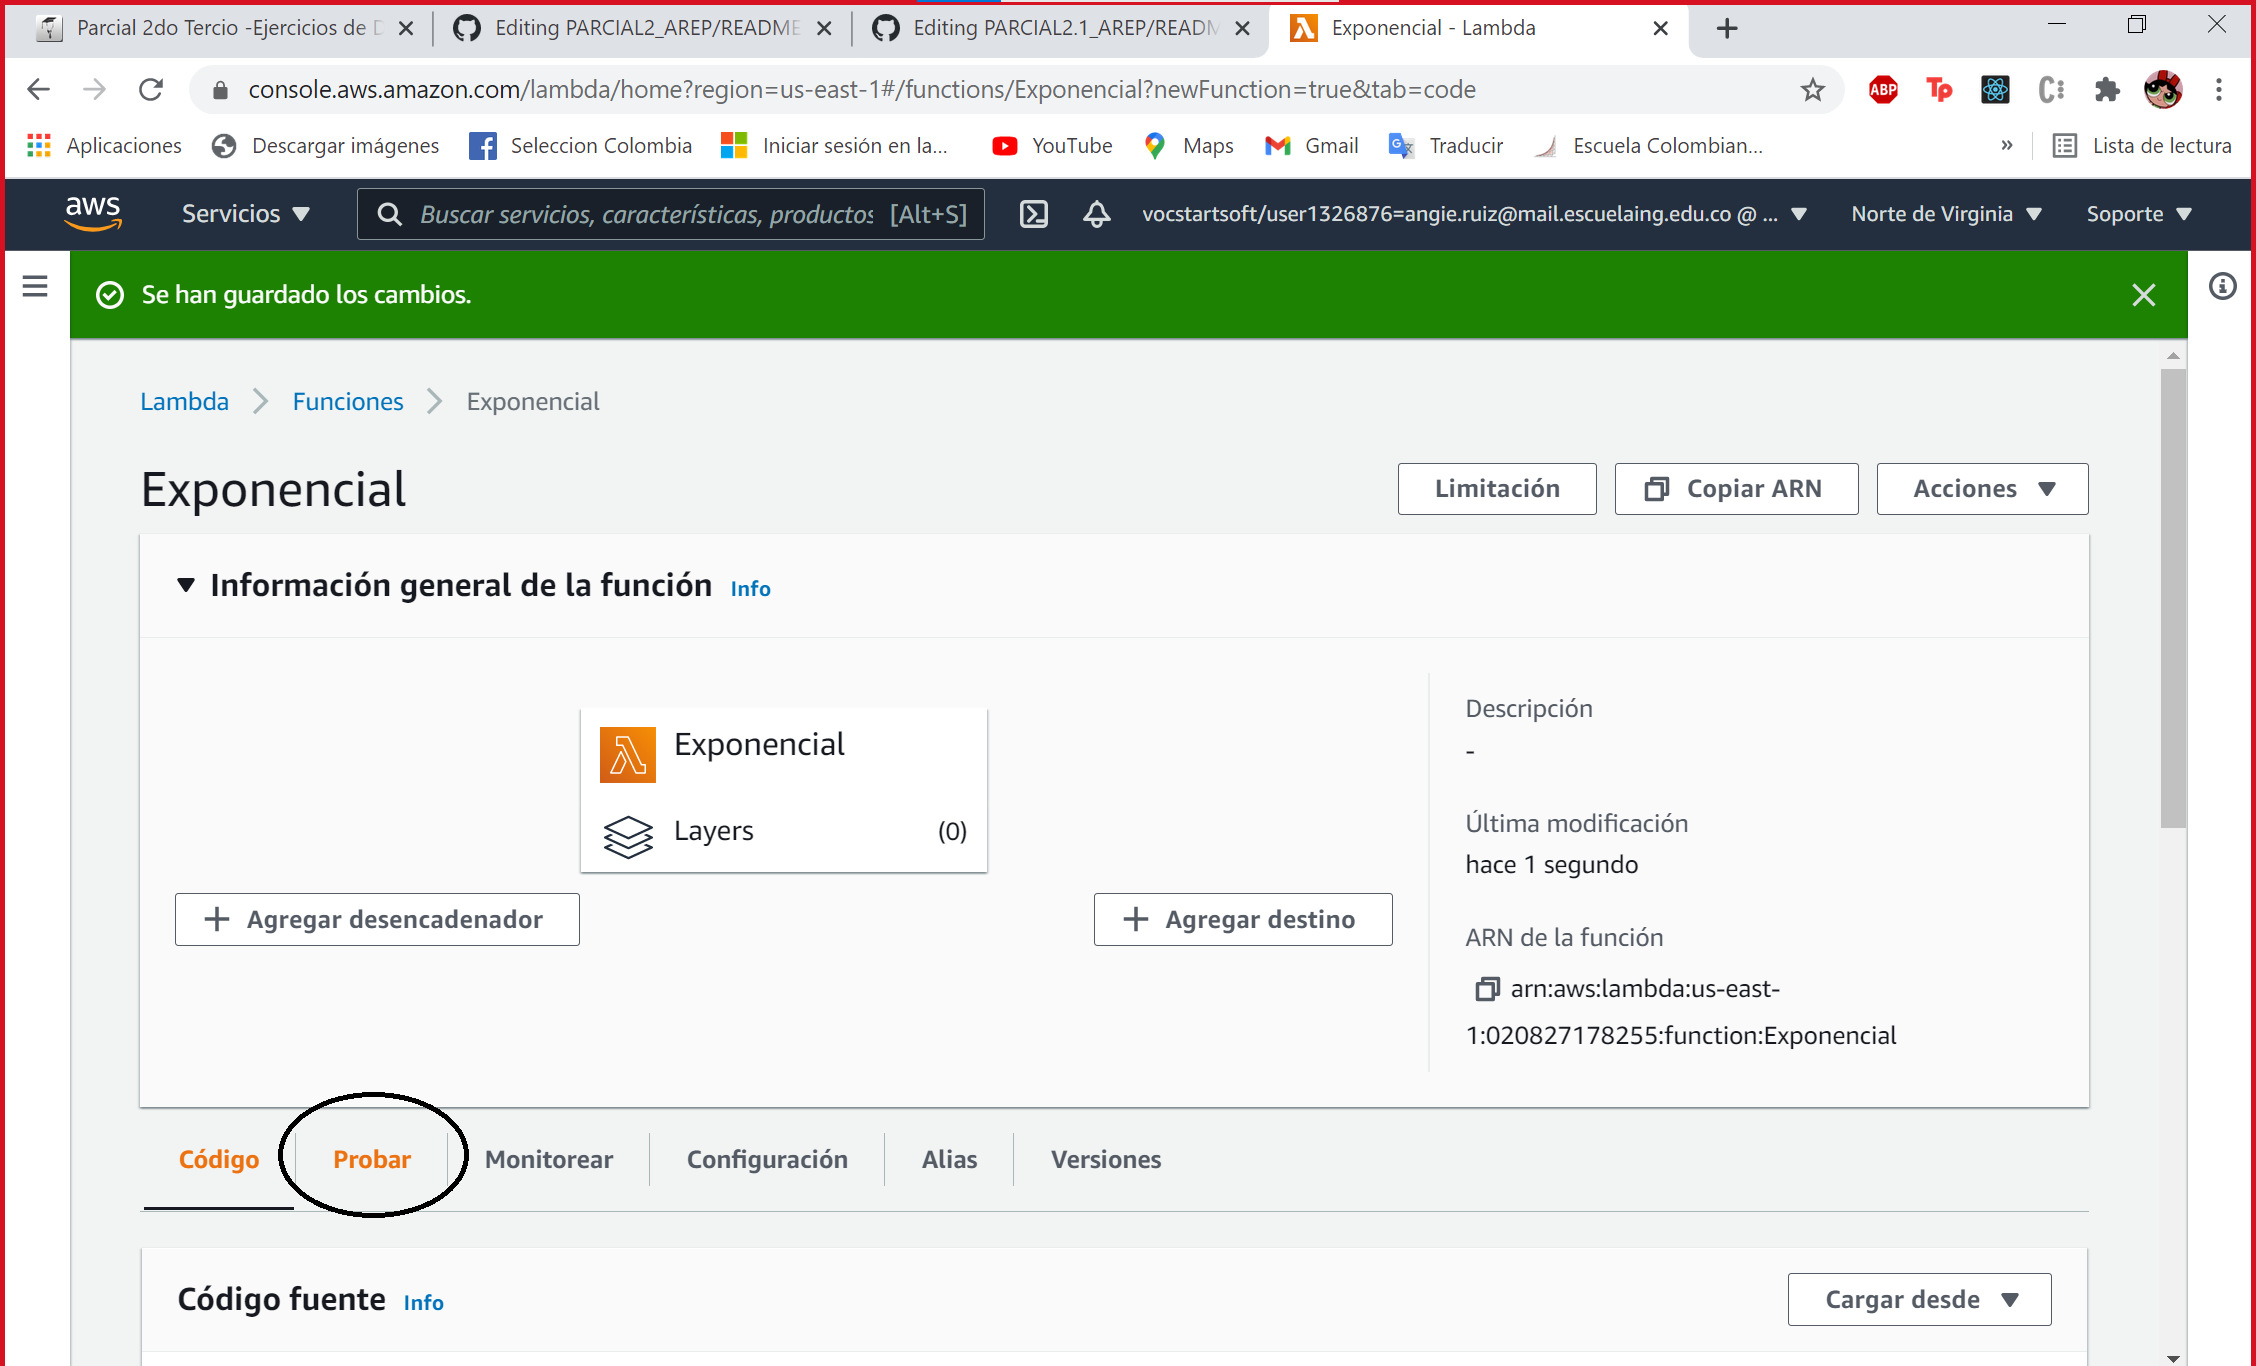 Parcial 2do Tercio -Ejercicios de D
Editing PARCIAL2_AREP/README
Editing PARCIAL2.1_AREP/READM
Exponencial - Lambda
console.aws.amazon.com/lambda/home?region=us-east-1#/functions/Exponencial?newFunction=true&tab=code
ABP
Tp
Aplicaciones
Descargar imágenes
Seleccion Colombia
Iniciar sesión en la...
YouTube
Maps
Gmail
Traducir
Escuela Colombian...
»
Lista de lectura
aws
Servicios
Buscar servicios, características, productos [Alt+S]
vocstartsoft/user1326876=angie.ruiz@mail.escuelaing.edu.co @ ...
Norte de Virginia
Soporte
Se han guardado los cambios.
Lambda
Funciones
Exponencial
Exponencial
Limitación
Copiar ARN
Acciones
Información general de la función Info
Exponencial
Layers (0)
Agregar desencadenador
Agregar destino
Descripción
-
Última modificación
hace 1 segundo
ARN de la función
arn:aws:lambda:us-east-
1:020827178255:function:Exponencial
Código
Probar
Monitorear
Configuración
Alias
Versiones
Código fuente Info
Cargar desde